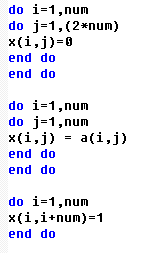 do i=1,num
do j=1,(2*num)
x(i,j)=0
end do
end do
do i=1,num
do j=1,num
x(i,j) = a(i,j)
end do
end do
do i=1,num
x(i,i+num)=1
end do